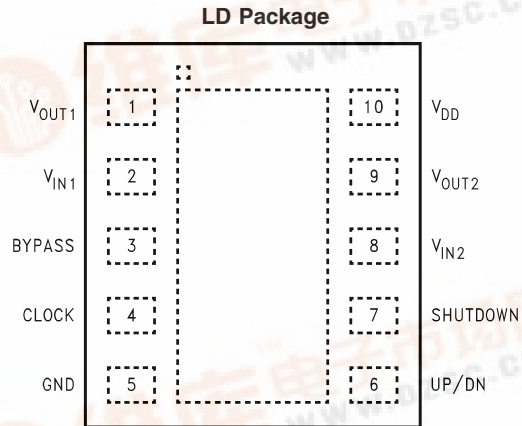 LD Package
VOUT1 1 10 VDD
VIN1 2 9 VOUT2
BYPASS 3 8 VIN2
CLOCK 4 7 SHUTDOWN
GND 5 6 UP/DN